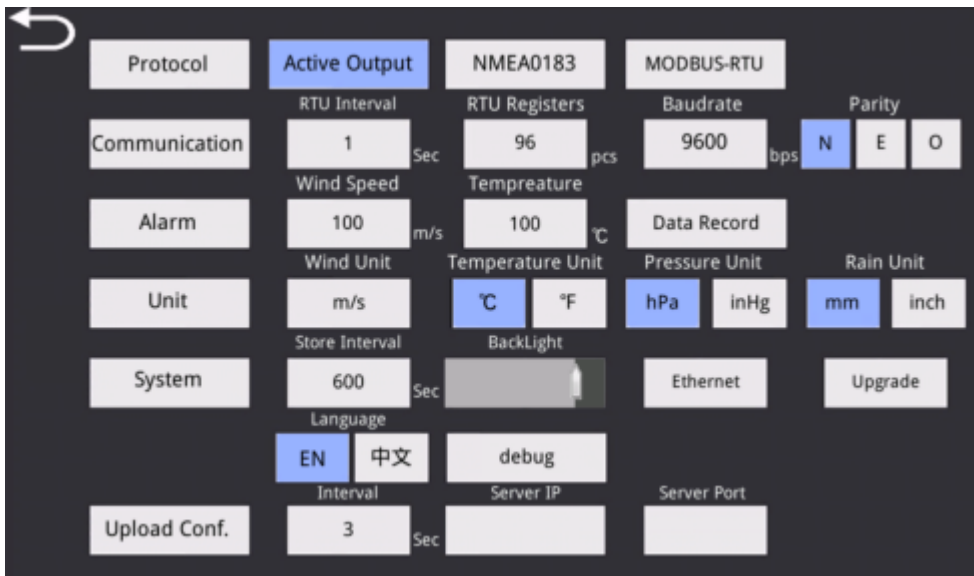 Protocol Active Output NMEA0183 MODBUS-RTU
RTU Interval RTU Registers Baudrate Parity
Communication 1 Sec 96 pcs 9600 bps N E O
Wind Speed Tempreature
Alarm 100 m/s 100 ℃ Data Record
Wind Unit Temperature Unit Pressure Unit Rain Unit
Unit m/s ℃ °F hPa inHg mm inch
Store Interval BackLight
System 600 Sec Ethernet Upgrade
Language
EN 中文 debug
Interval Server IP Server Port
Upload Conf. 3 Sec